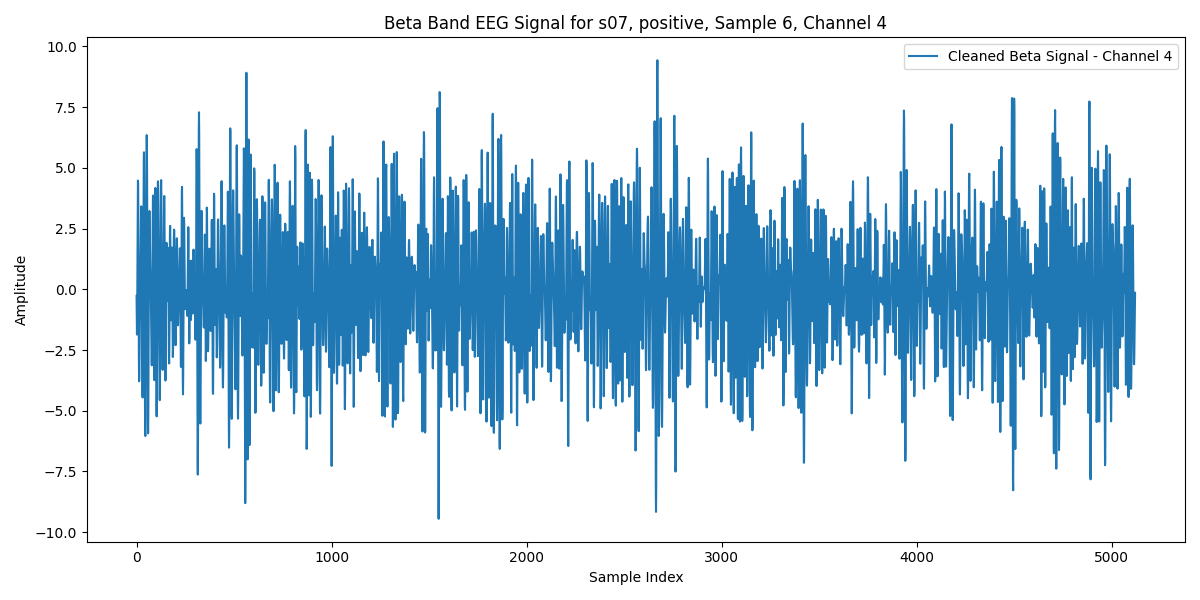 Beta Band EEG Signal for s07, positive, Sample 6, Channel 4
Cleaned Beta Signal - Channel 4
Amplitude
10.0
7.5
5.0
2.5
0.0
−2.5
−5.0
−7.5
−10.0
0 1000 2000 3000 4000 5000
Sample Index